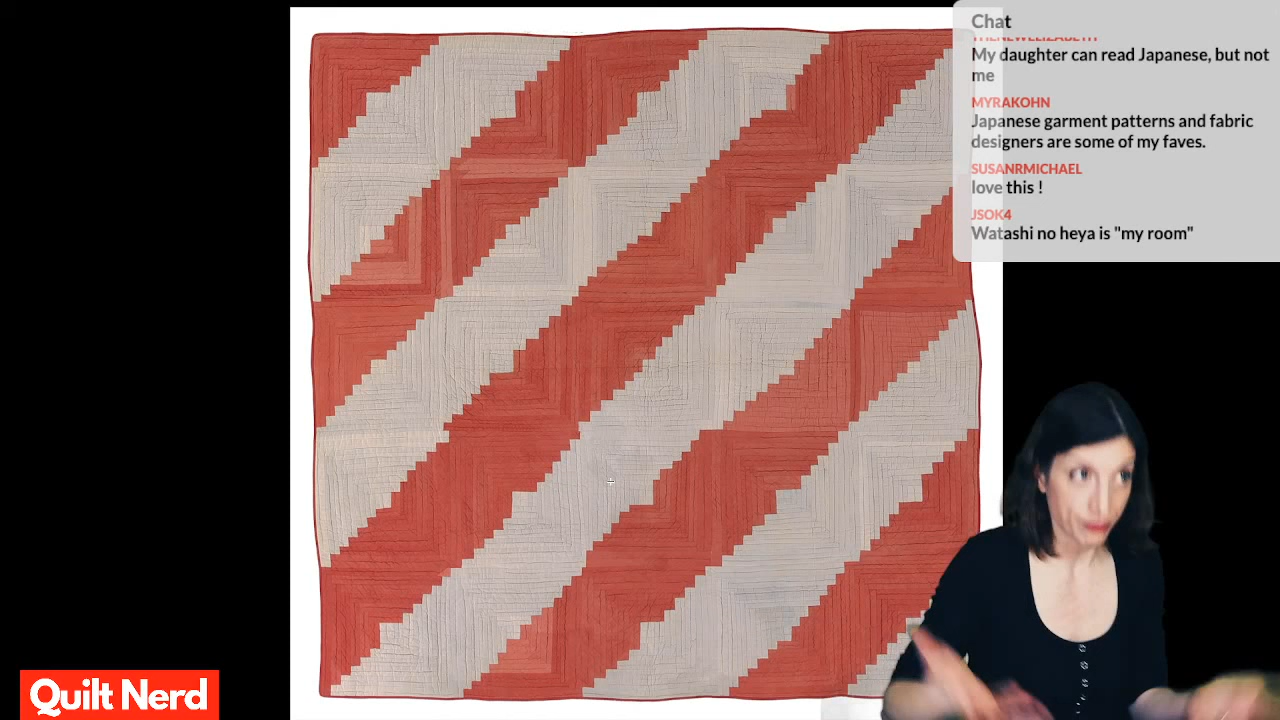 Chat
THENEWELIZABETH
My daughter can read Japanese, but not
me
MYRAKOHN
Japanese garment patterns and fabric
designers are some of my faves.
SUSANRMICHAEL
love this !
JSOK4
Watashi no heya is "my room"
Quilt Nerd